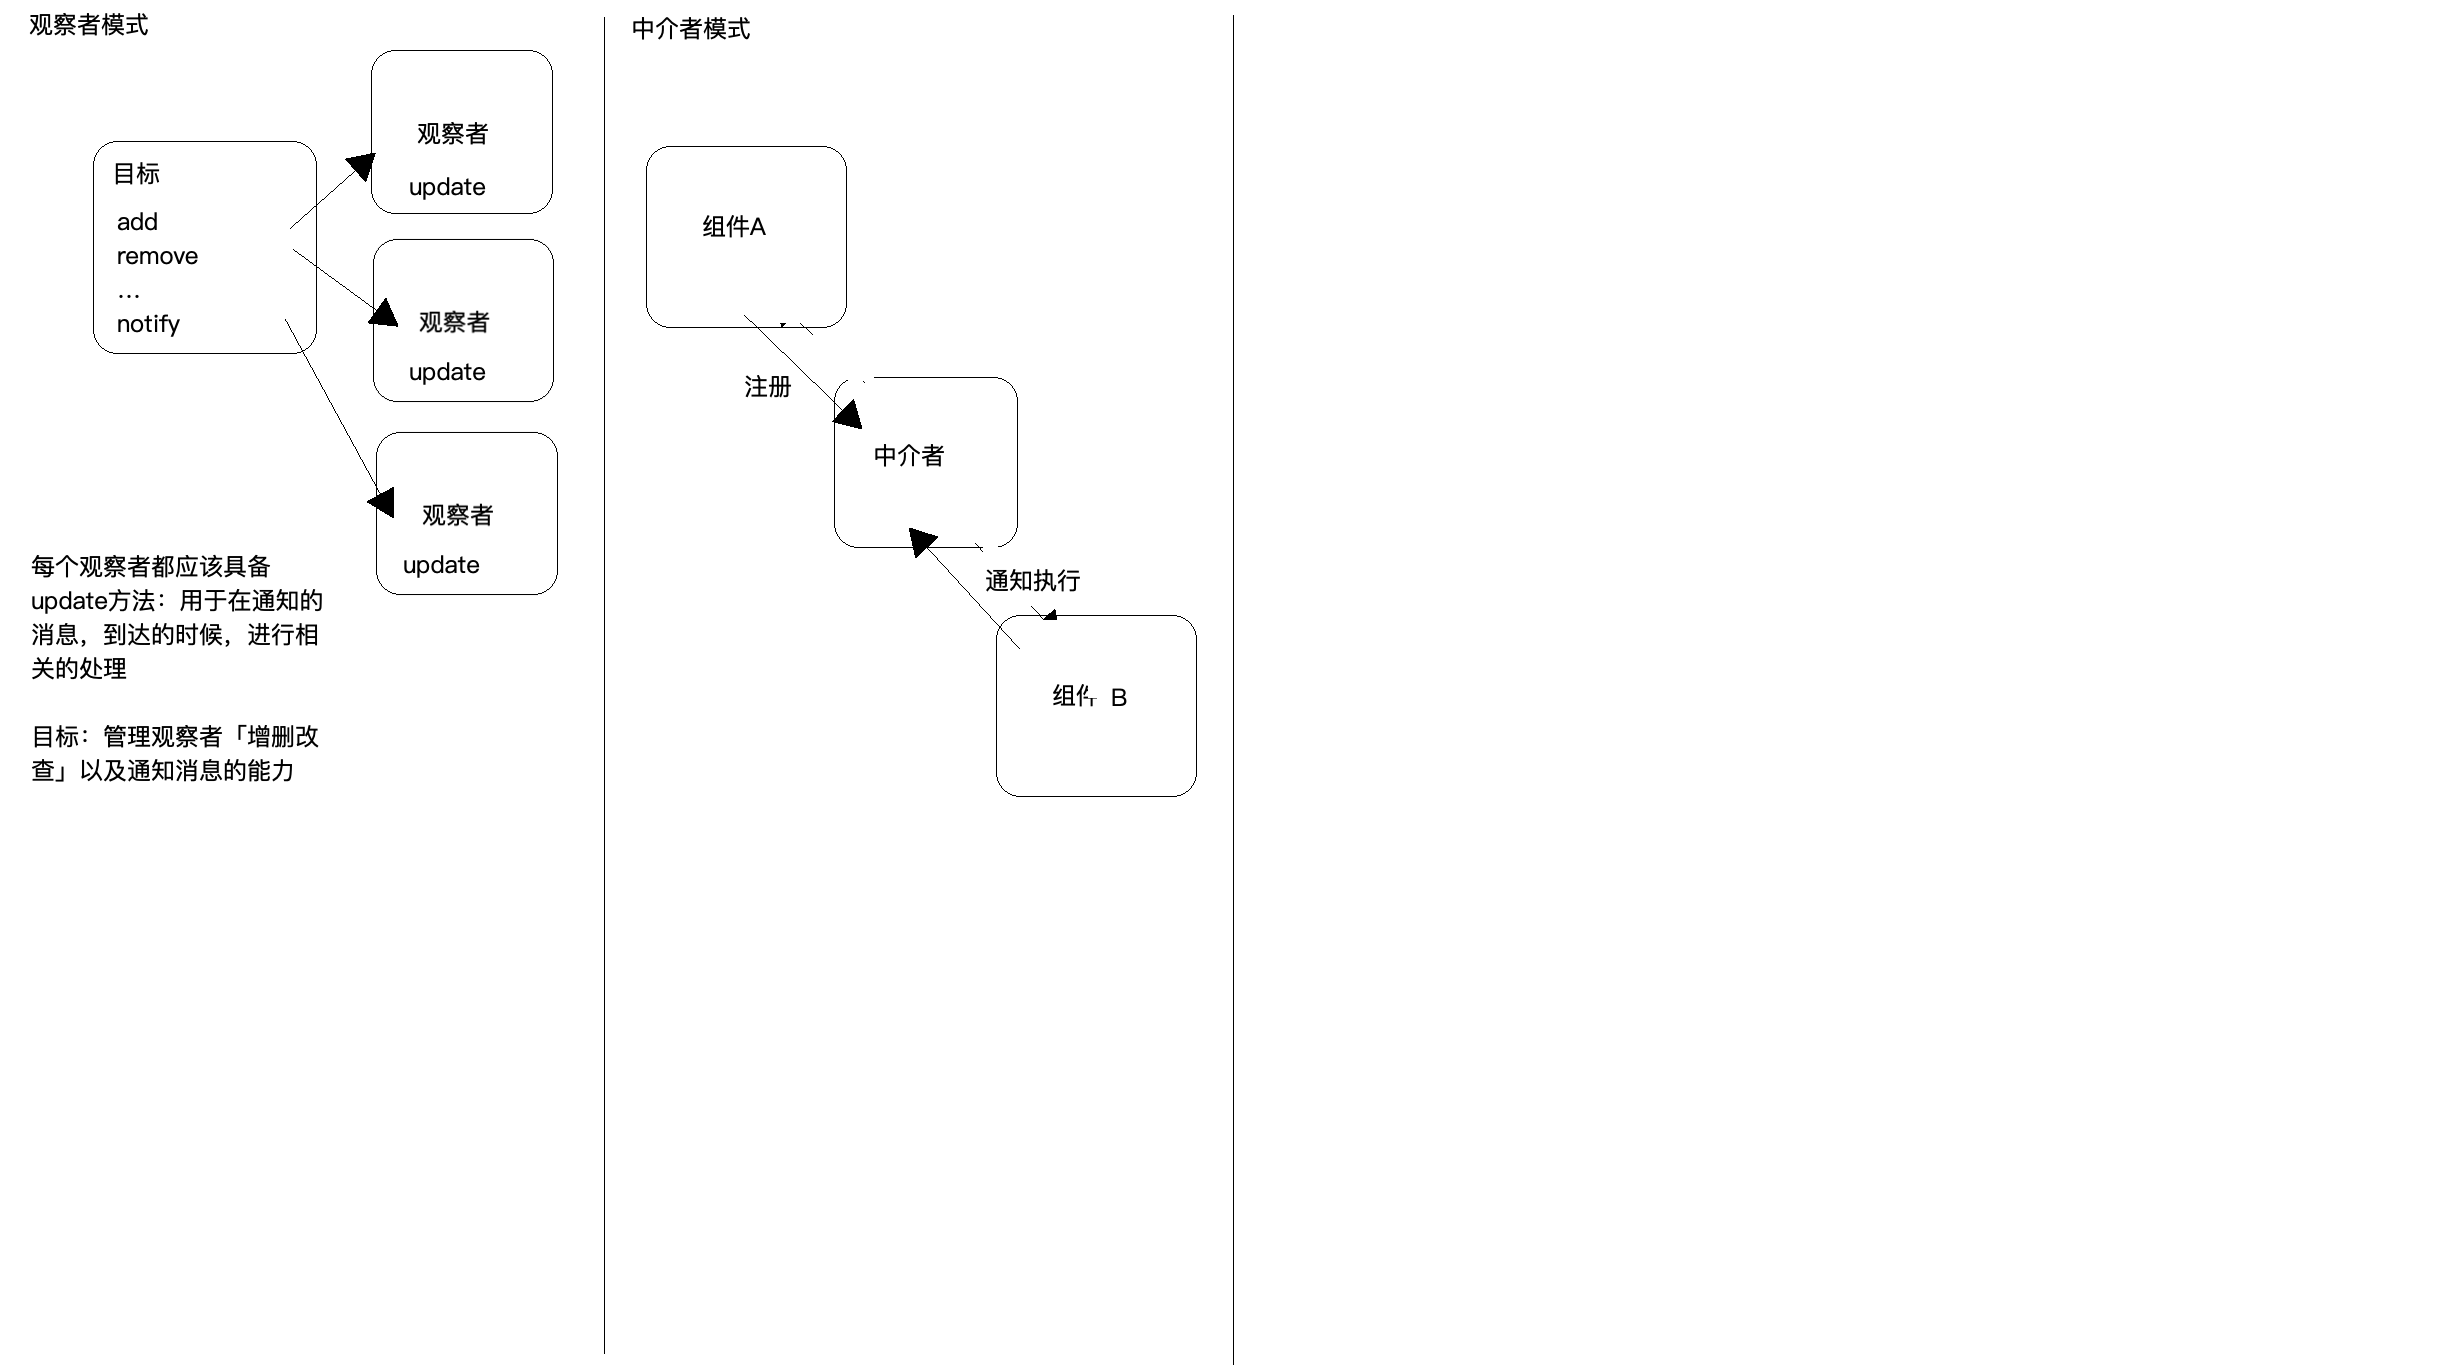 观察者模式
目标
add
remove
...
notify
观察者
update
观察者
update
观察者
update
每个观察者都应该具备
update方法：用于在通知的
消息，到达的时候，进行相
关的处理
目标：管理观察者「增删改
查」以及通知消息的能力
中介者模式
组件A
注册
中介者
通知执行
组件 B